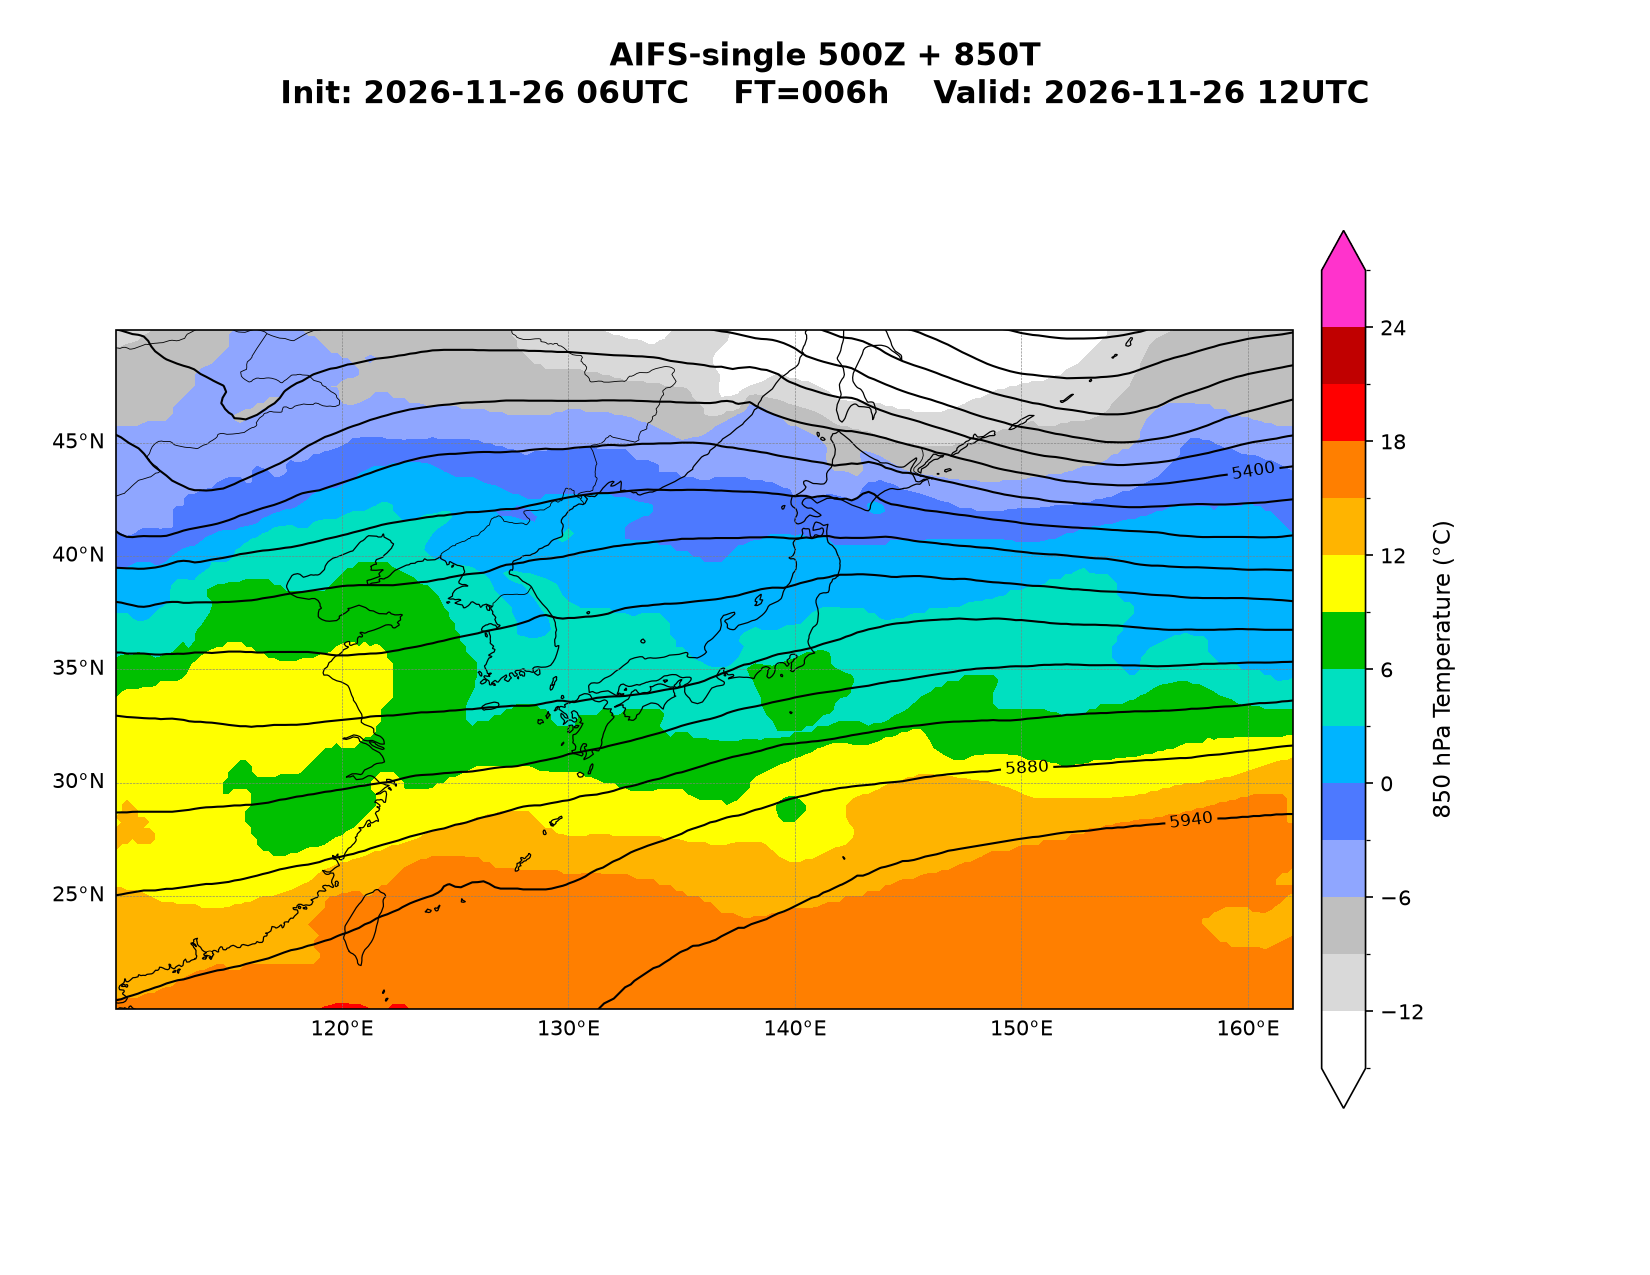 AIFS-single 500Z + 850T
Init: 2026-11-26 06UTC    FT=006h    Valid: 2026-11-26 12UTC
24
18
12
6
0
−6
−12
850 hPa Temperature (°C)
45°N
40°N
35°N
30°N
25°N
5400
5880
5940
120°E
130°E
140°E
150°E
160°E